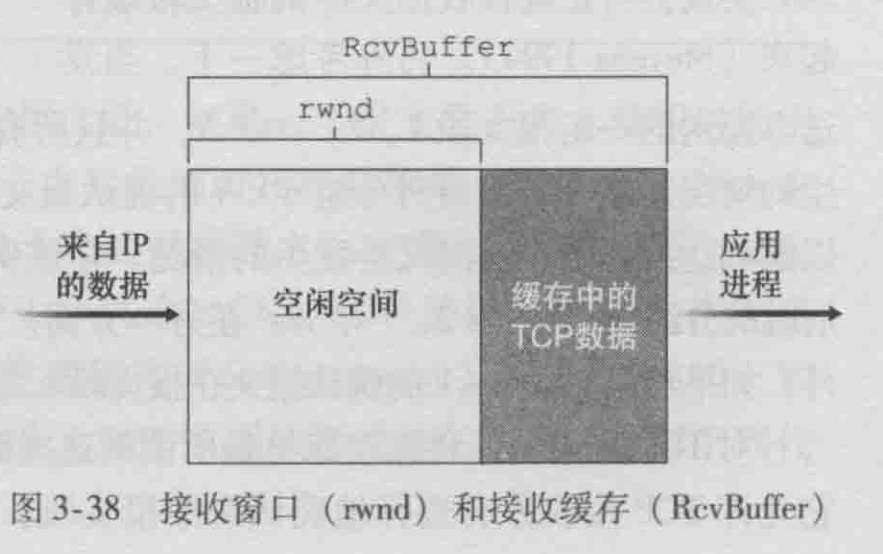 RcvBuffer
rwnd
来自IP
的数据
空闲空间
缓存中的
TCP数据
应用
进程
图 3-38 接收窗口（rwnd）和接收缓存（RcvBuffer）